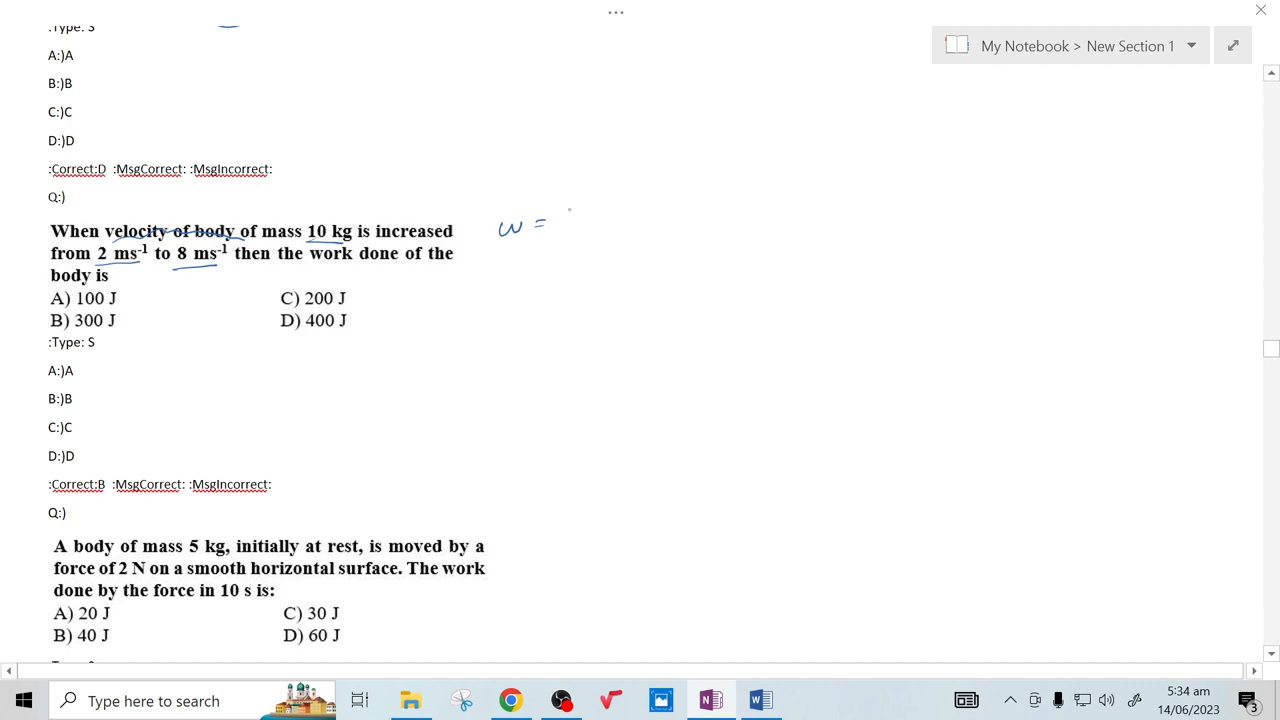 :Type: S
My Notebook > New Section 1
A:)A
B:)B
C:)C
D:)D
:Correct:D :MsgCorrect: :MsgIncorrect:
Q:)
When velocity of body of mass 10 kg is increased
from 2 ms⁻¹ to 8 ms⁻¹ then the work done of the
body is
w =
A) 100 J C) 200 J
B) 300 J D) 400 J
:Type: S
A:)A
B:)B
C:)C
D:)D
:Correct:B :MsgCorrect: :MsgIncorrect:
Q:)
A body of mass 5 kg, initially at rest, is moved by a
force of 2 N on a smooth horizontal surface. The work
done by the force in 10 s is:
A) 20 J C) 30 J
B) 40 J D) 60 J
Type here to search
5:34 am
14/06/2023
3